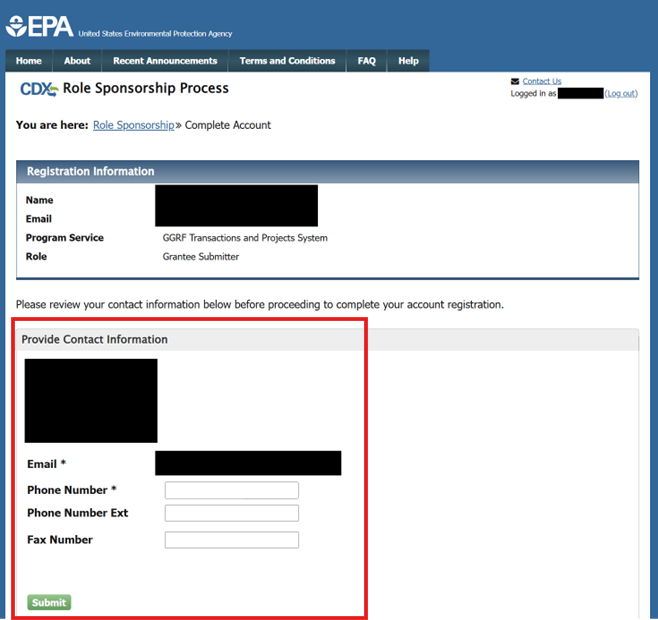 EPA United States Environmental Protection Agency
Home About Recent Announcements Terms and Conditions FAQ Help
CDX Role Sponsorship Process
Contact Us
Logged in as (Log out)
You are here: Role Sponsorship» Complete Account
Registration Information
Name
Email
Program Service GGRF Transactions and Projects System
Role Grantee Submitter
Please review your contact information below before proceeding to complete your account registration.
Provide Contact Information
Email *
Phone Number *
Phone Number Ext
Fax Number
Submit